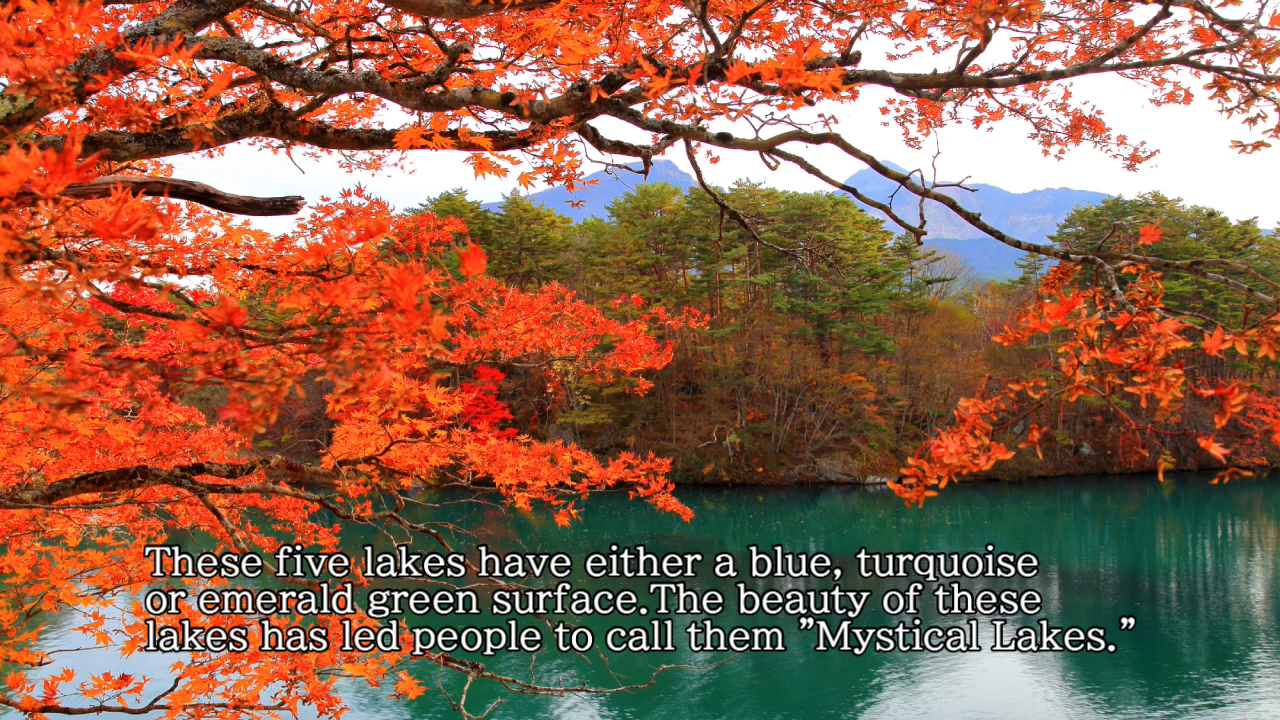 These five lakes have either a blue, turquoise
or emerald green surface.The beauty of these
lakes has led people to call them ”Mystical Lakes.”